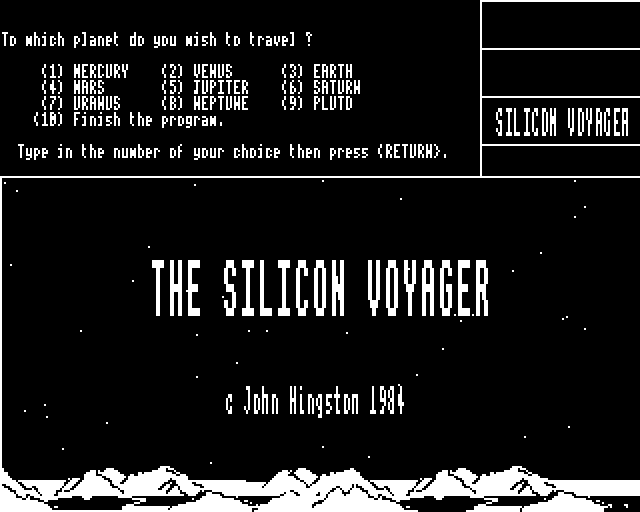 To which planet do you wish to travel ?
(1) MERCURY (2) VENUS (3) EARTH
(4) MARS (5) JUPITER (6) SATURN
(7) URANUS (8) NEPTUNE (9) PLUTO
(10) Finish the program.
Type in the number of your choice then press <RETURN>.
SILICON VOYAGER
THE SILICON VOYAGER
c John Hingston 1984